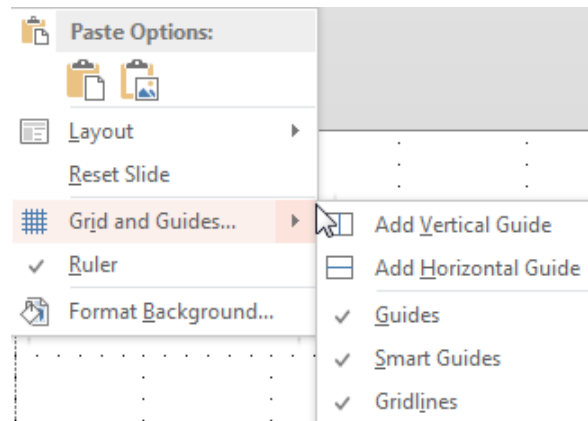 Paste Options:
Layout
Reset Slide
Grid and Guides...
Ruler
Format Background...
Add Vertical Guide
Add Horizontal Guide
Guides
Smart Guides
Gridlines